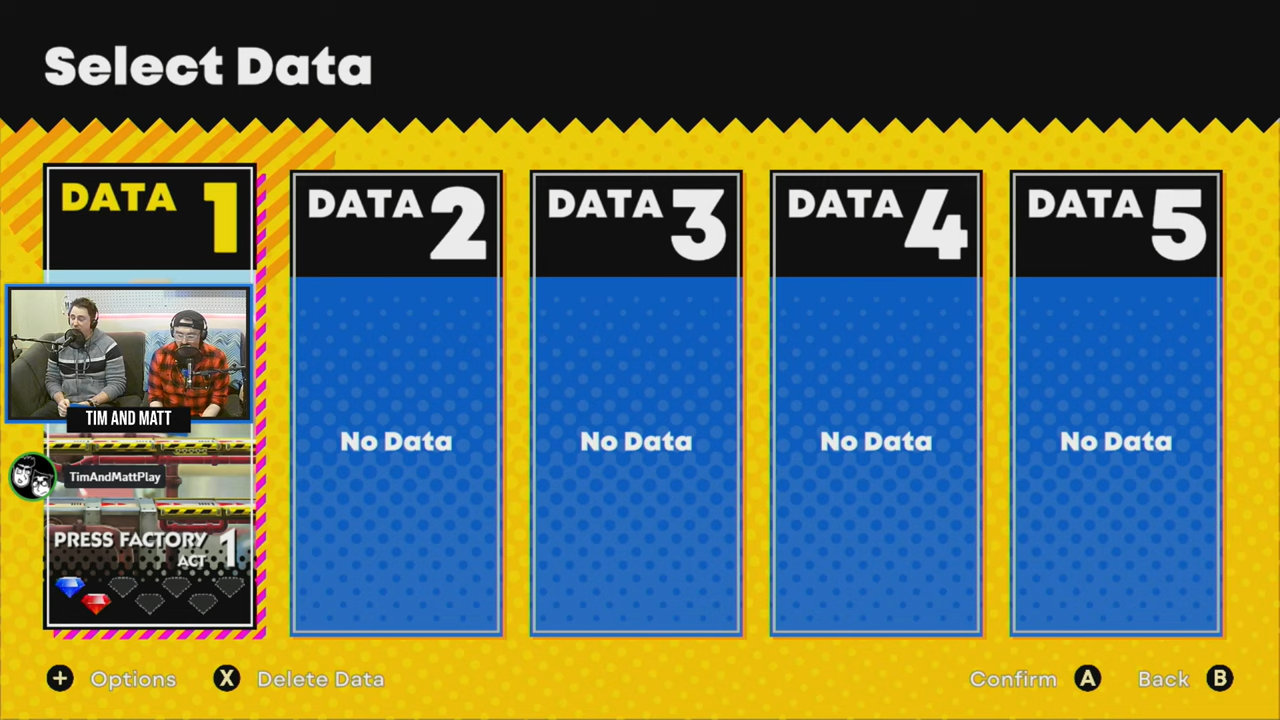 Select Data
DATA 1
DATA 2
DATA 3
DATA 4
DATA 5
TIM AND MATT
No Data
No Data
No Data
No Data
TimAndMattPlay
PRESS FACTORY
ACT 1
+ Options
X Delete Data
Confirm A
Back B